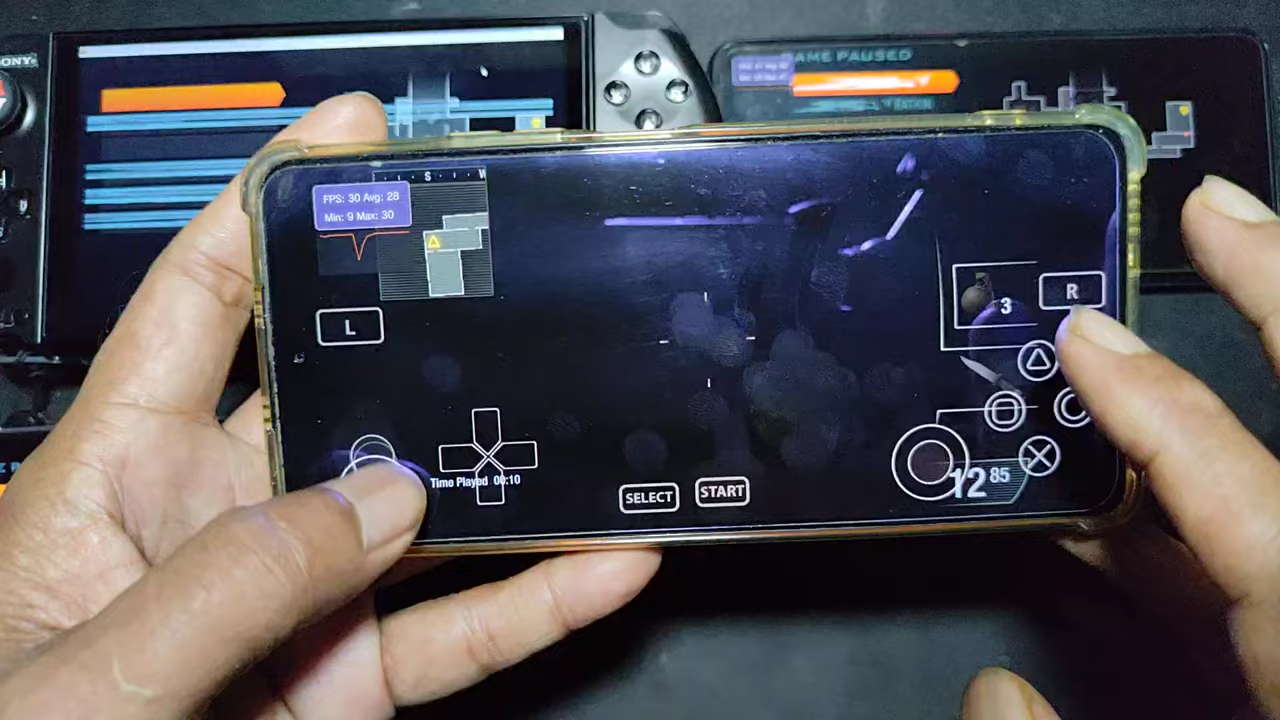 SONY
AME PAUSED
S W
FPS: 30 Avg: 28
Min: 9 Max: 30
L
R
3
Time Played 00:10
SELECT
START
12 85